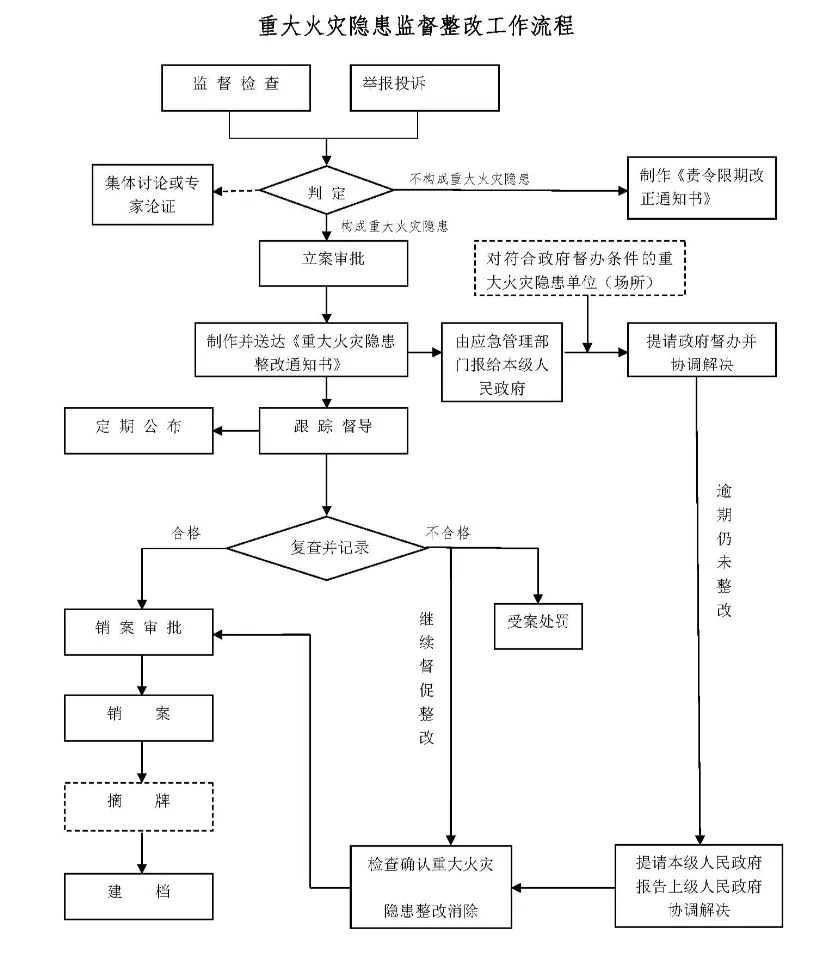 重大火灾隐患监督整改工作流程
监 督 检 查
举报投诉
集体讨论或专
家论证
判 定
不构成重大火灾隐患
制作《责令限期改
正通知书》
构成重大火灾隐患
立案审批
对符合政府督办条件的重
大火灾隐患单位（场所）
制作并送达《重大火灾隐患
整改通知书》
由应急管理部
门报给本级人
民政府
提请政府督办并
协调解决
定 期 公 布
跟 踪 督导
逾期仍未整改
合格
复查并记录
不合格
销 案 审 批
继续督促整改
受案处罚
销 案
摘 牌
建 档
检查确认重大火灾
隐患整改消除
提请本级人民政府
报告上级人民政府
协调解决